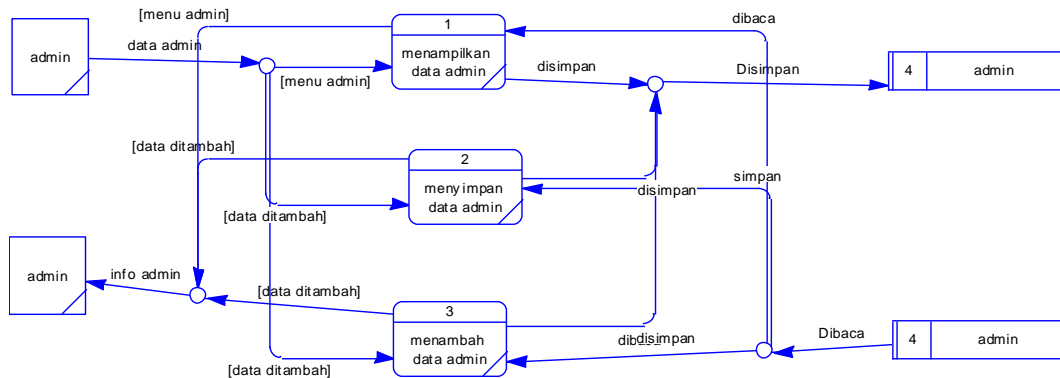 [menu admin]
1
dibaca
admin
data admin
menampilkan
data admin
[menu admin]
disimpan
Disimpan
4
admin
[data ditambah]
2
simpan
menyimpan
data admin
disimpan
[data ditambah]
admin
info admin
[data ditambah]
3
menambah
data admin
disimpan
Dibaca
4
admin
[data ditambah]